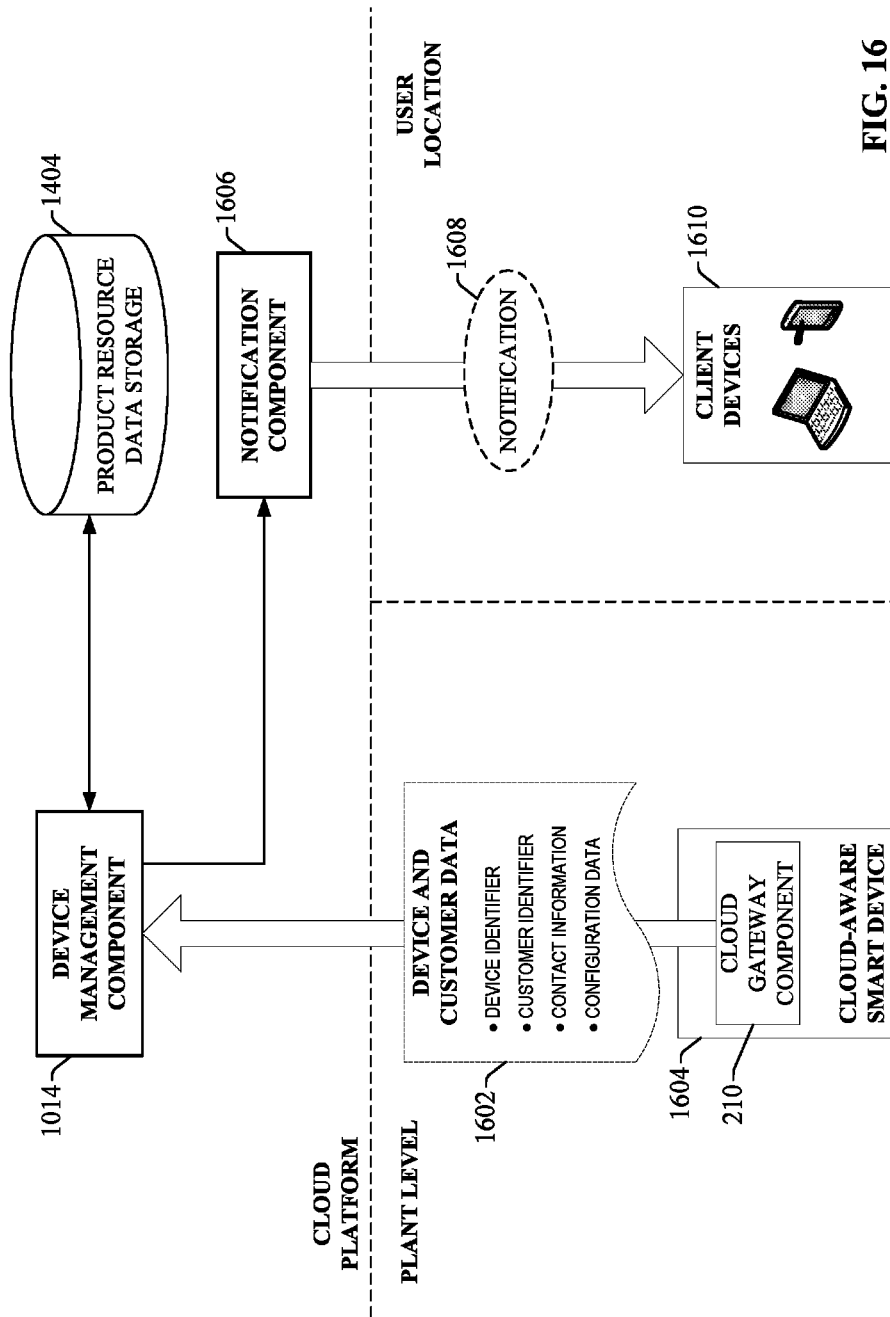 DEVICE
MANAGEMENT
COMPONENT
1014
PRODUCT RESOURCE
DATA STORAGE
1404
NOTIFICATION
COMPONENT
1606
CLOUD
PLATFORM
PLANT LEVEL
USER
LOCATION
DEVICE AND
CUSTOMER DATA
• DEVICE IDENTIFIER
• CUSTOMER IDENTIFIER
• CONTACT INFORMATION
• CONFIGURATION DATA
1602
NOTIFICATION
1608
CLOUD
GATEWAY
COMPONENT
CLOUD-AWARE
SMART DEVICE
1604
210
CLIENT
DEVICES
1610
FIG. 16